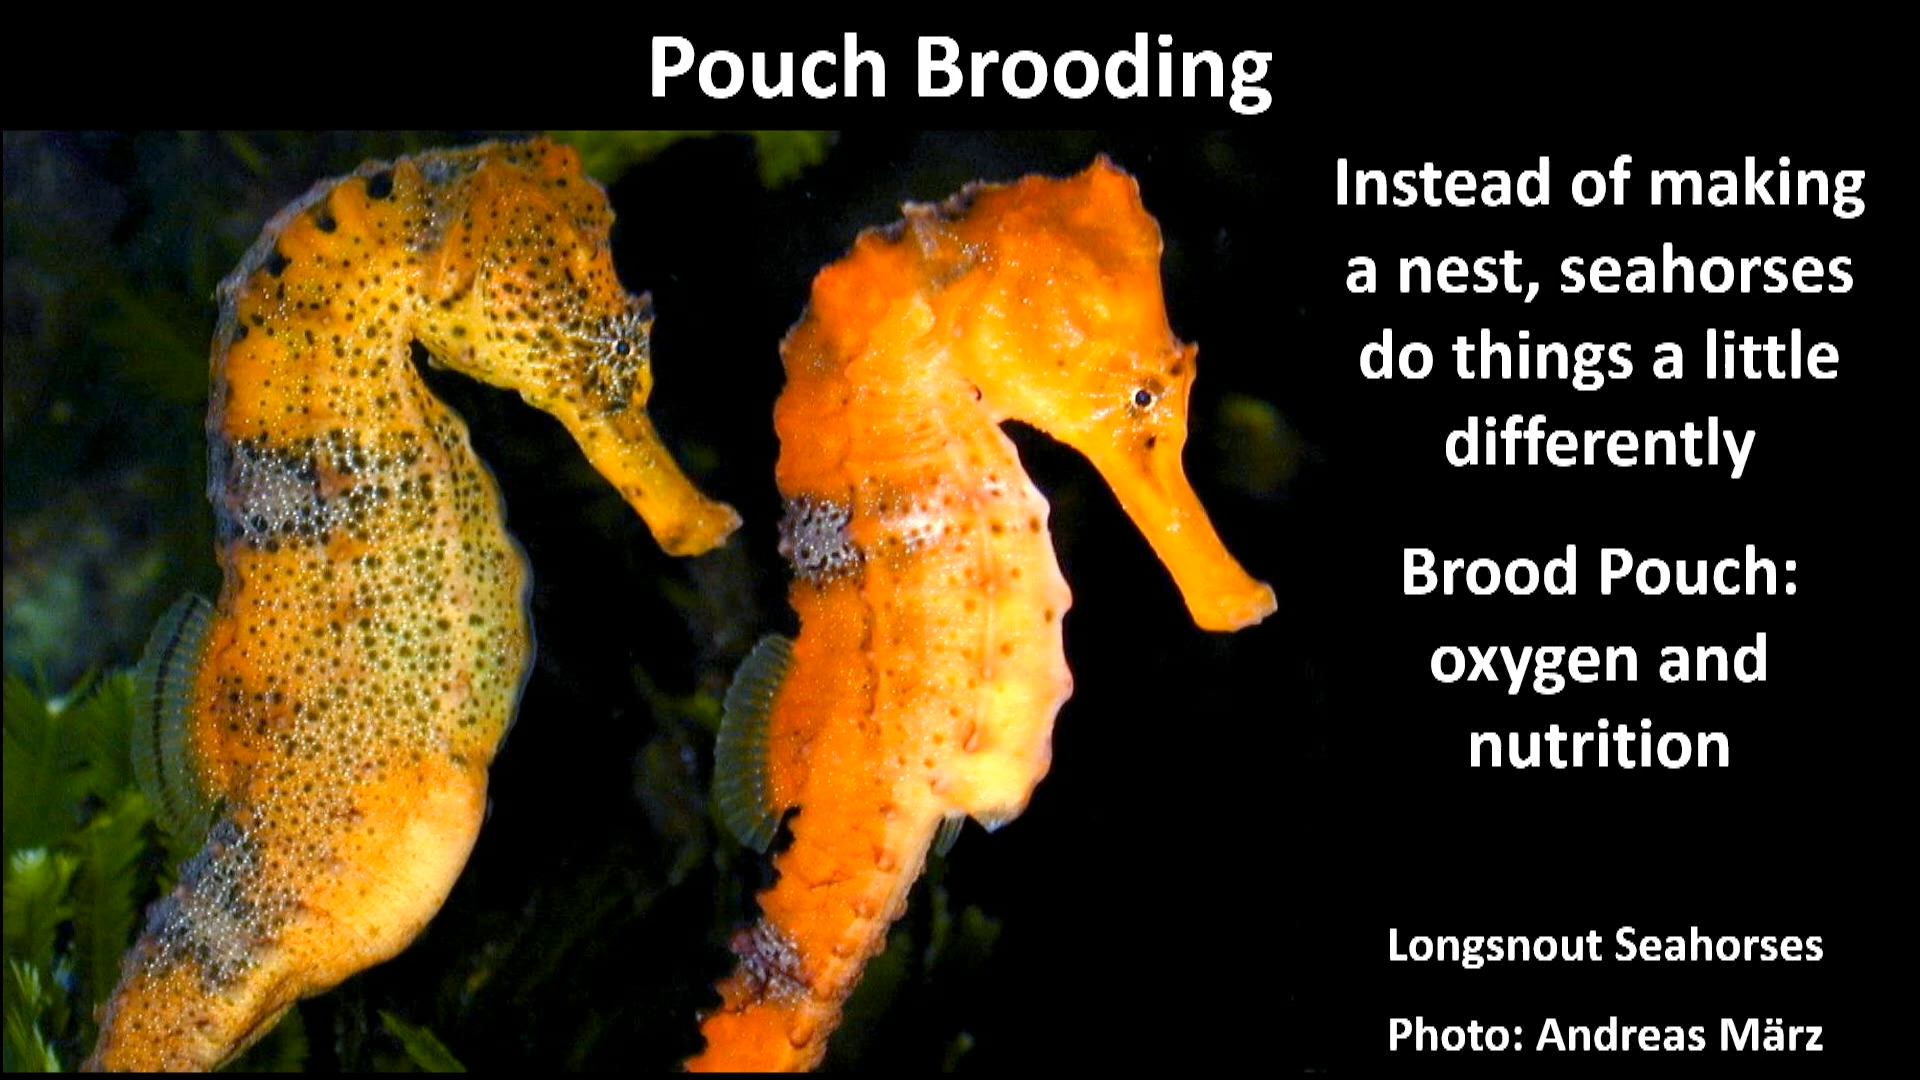 Pouch Brooding
Instead of making
a nest, seahorses
do things a little
differently
Brood Pouch:
oxygen and
nutrition
Longsnout Seahorses
Photo: Andreas März